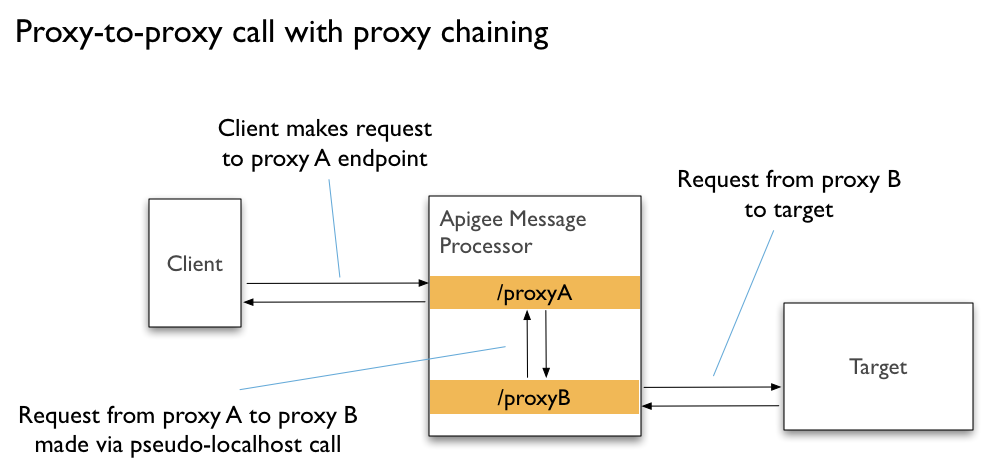 Proxy-to-proxy call with proxy chaining
Client makes request
to proxy A endpoint
Request from proxy B
to target
Apigee Message
Processor
Client
/proxyA
Target
/proxyB
Request from proxy A to proxy B
made via pseudo-localhost call